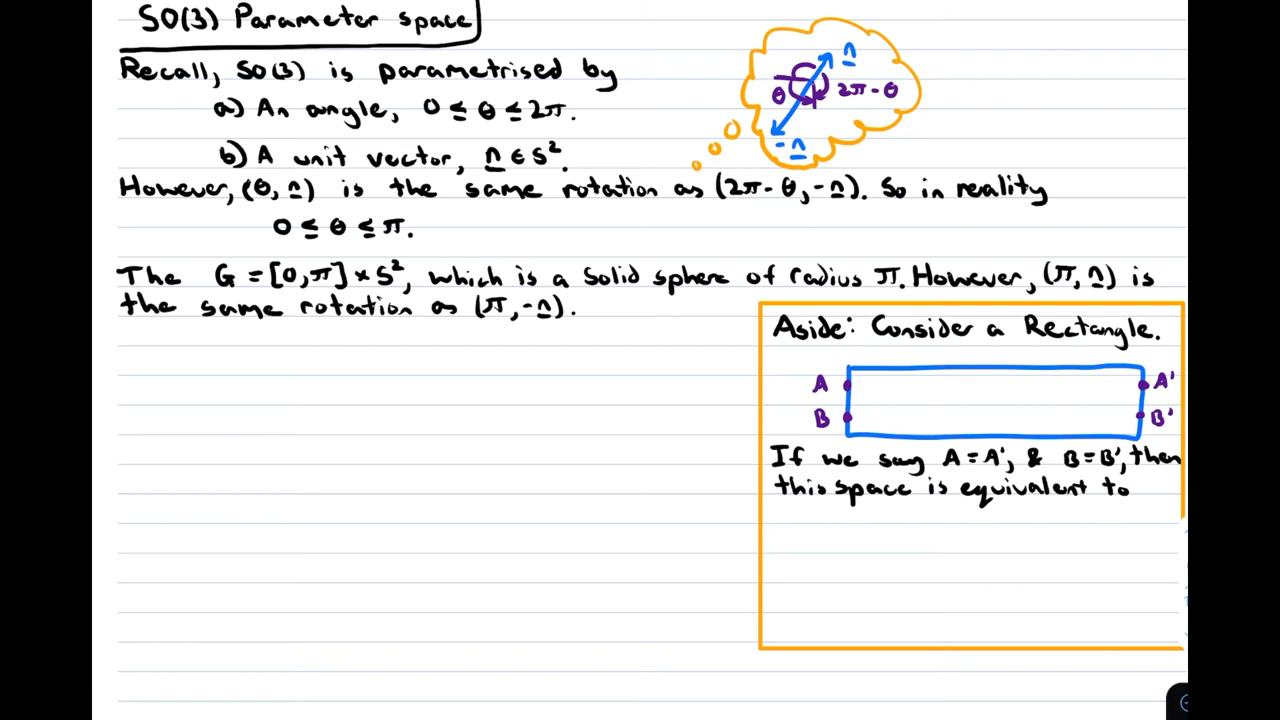 SO(3) Parameter space
Recall, SO(3) is parametrised by
a) An angle, 0 ≤ θ ≤ 2π.
b) A unit vector, n ∈ S².
n
θ
2π - θ
- n
However, (θ, n) is the same rotation as (2π - θ, -n). So in reality
0 ≤ θ ≤ π.
The G = [0,π] × S², which is a solid sphere of radius π. However, (π, n) is
the same rotation as (π, -n).
Aside: Consider a Rectangle.
A
A'
B
B'
If we say A = A', & B = B', then
this space is equivalent to